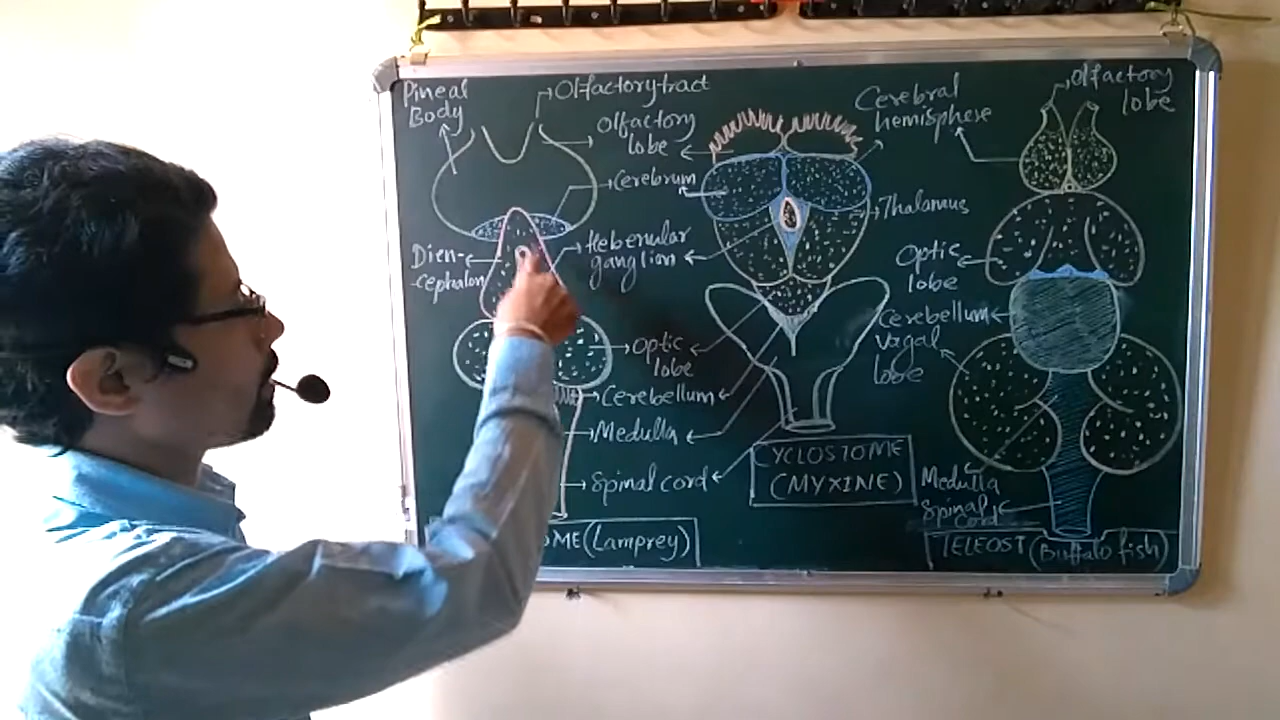 Pineal
Body
Olfactory tract
Olfactory
lobe
Cerebrum
Dien-
-cephalon
Hebenular
ganglion
Optic
lobe
Cerebellum
Medulla
Spinal cord
OME (Lamprey)
Cerebral
hemisphere
Thalamus
CYCLOSTOME
(MYXINE)
Olfactory
lobe
Optic
lobe
Cerebellum
vagal
lobe
Medulla
Spinal
Cord
TELEOST (Buffalo fish)